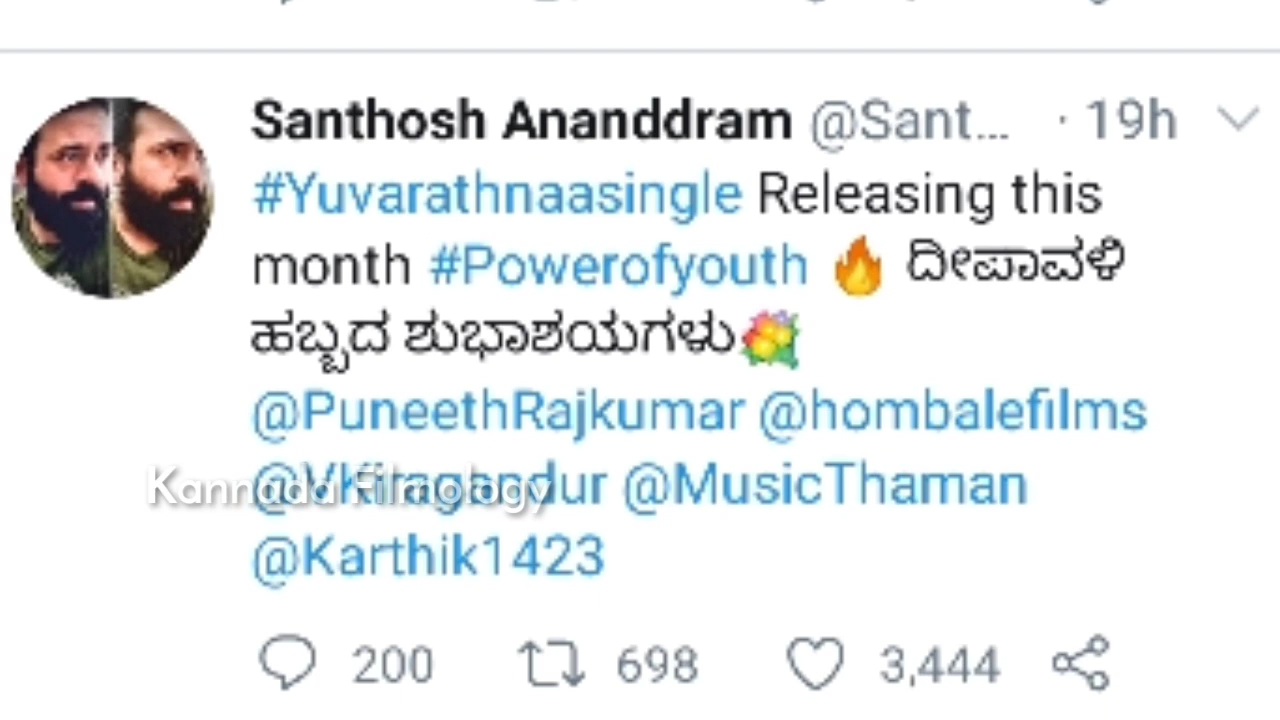 Santhosh Ananddram @Sant... · 19h
#Yuvarathnaasingle Releasing this
month #Powerofyouth 🔥 ದೀಪಾವಳಿ
ಹಬ್ಬದ ಶುಭಾಶಯಗಳು💐
@PuneethRajkumar @hombalefilms
@VKiragandur @MusicThaman
Kannada Filmology
@Karthik1423
200 698 3,444